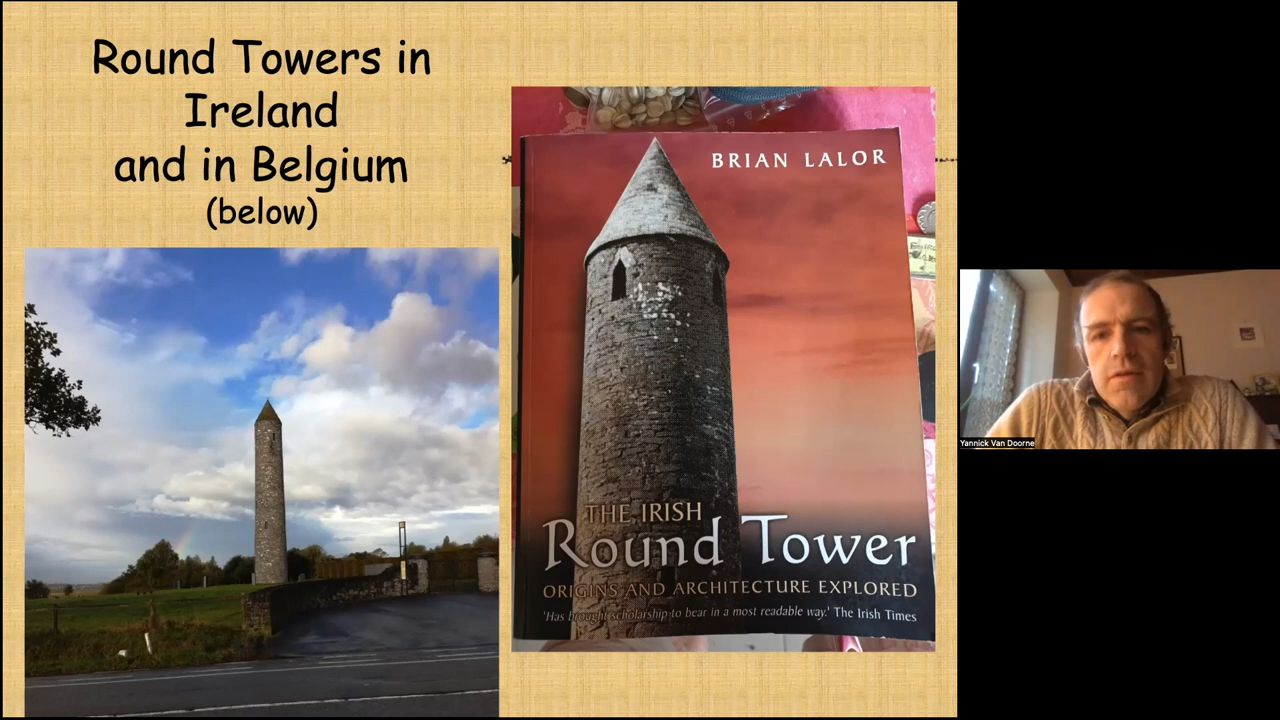 Round Towers in
Ireland
and in Belgium
(below)
BRIAN LALOR
THE IRISH
Round Tower
ORIGINS AND ARCHITECTURE EXPLORED
'Has brought scholarship to bear in a most readable way.' The Irish Times
Yannick Van Doorne